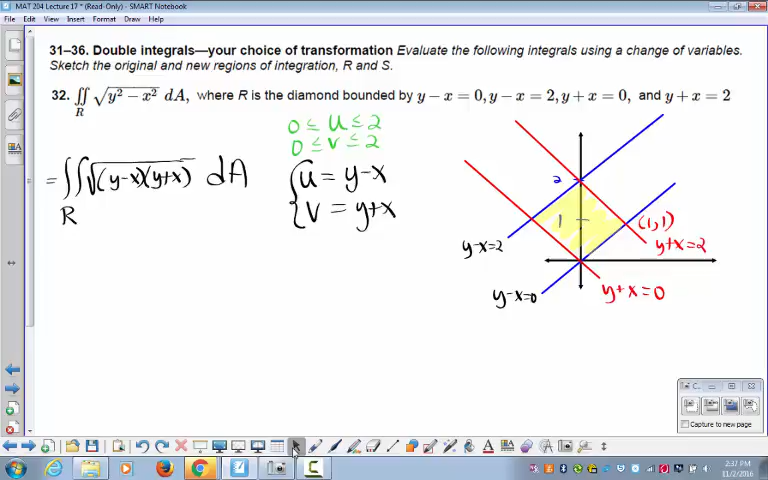 MAT 204 Lecture 17 * (Read-Only) - SMART Notebook
File Edit View Insert Format Draw Help
31–36. Double integrals—your choice of transformation Evaluate the following integrals using a change of variables.
Sketch the original and new regions of integration, R and S.
32. ∬_R √(y² − x²) dA, where R is the diamond bounded by y − x = 0, y − x = 2, y + x = 0, and y + x = 2
0 ≤ u ≤ 2
0 ≤ v ≤ 2
= ∬_R √((y-x)(y+x)) dA
{ u = y-x
v = y+x
2
1
(1,1)
y-x=2
y+x=2
y-x=0
y+x=0
Capture to new page
2:37 PM
11/2/2016